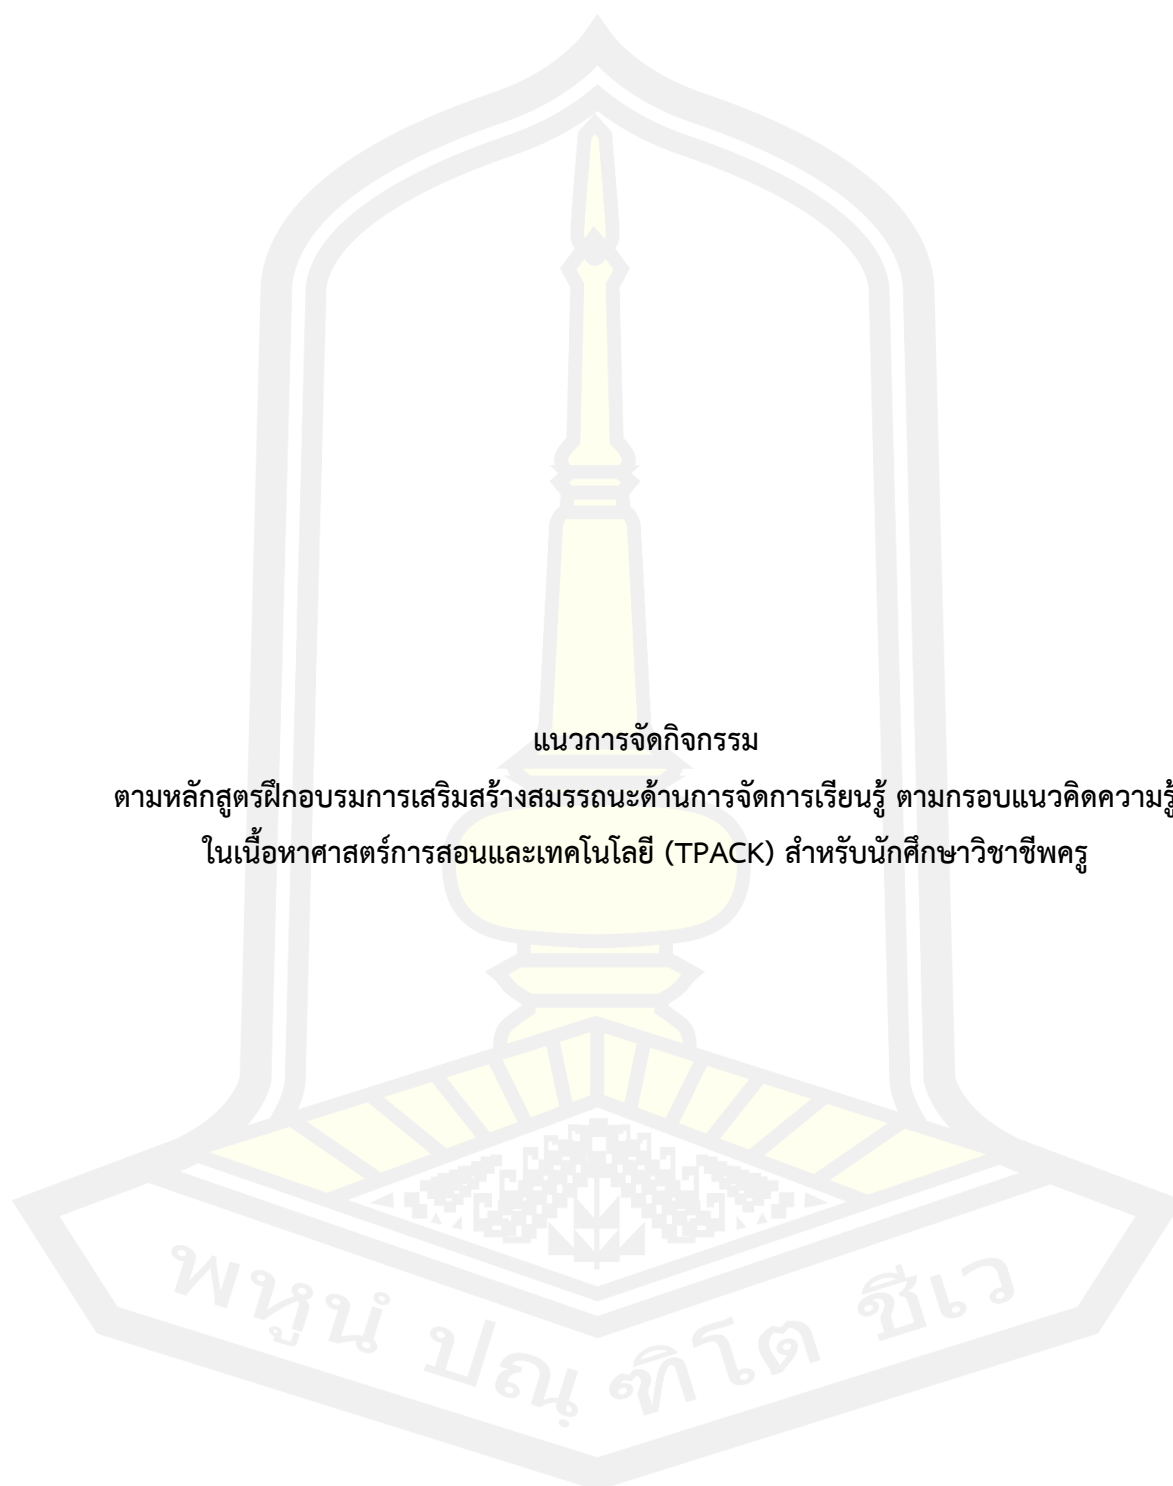 แนวการจัดกิจกรรม
ตามหลักสูตรฝึกอบรมการเสริมสร้างสมรรถนะด้านการจัดการเรียนรู้ ตามกรอบแนวคิดความรู้
ในเนื้อหาศาสตร์การสอนและเทคโนโลยี (TPACK) สำหรับนักศึกษาวิชาชีพครู
พหูนํ ปณฺฑิโต ชีเว